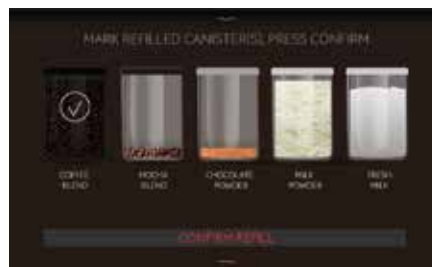 MARK REFILLED CANISTER(S), PRESS CONFIRM
COFFEE
BLEND
MOCHA
BLEND
CHOCOLATE
POWDER
MILK
POWDER
FRESH
MILK
CONFIRM REFILL